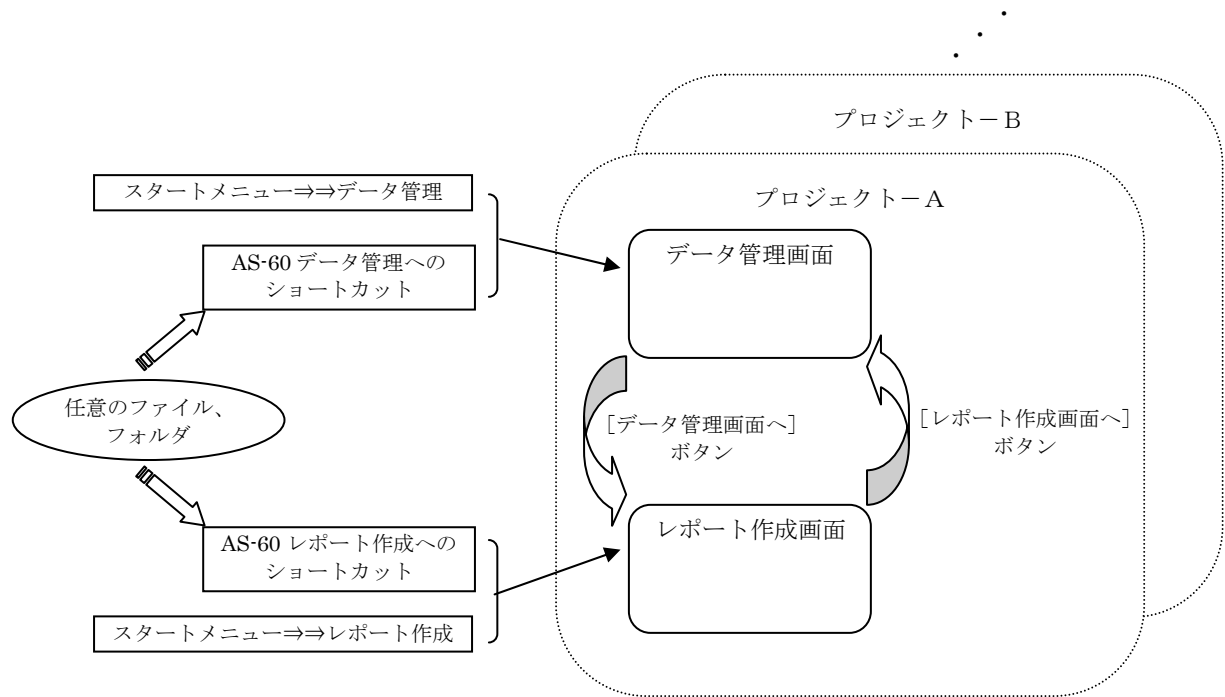 プロジェクト－B
プロジェクト－A
スタートメニュー⇒⇒データ管理
AS-60 データ管理への
ショートカット
データ管理画面
任意のファイル、
フォルダ
［データ管理画面へ］
ボタン
［レポート作成画面へ］
ボタン
AS-60 レポート作成への
ショートカット
レポート作成画面
スタートメニュー⇒⇒レポート作成